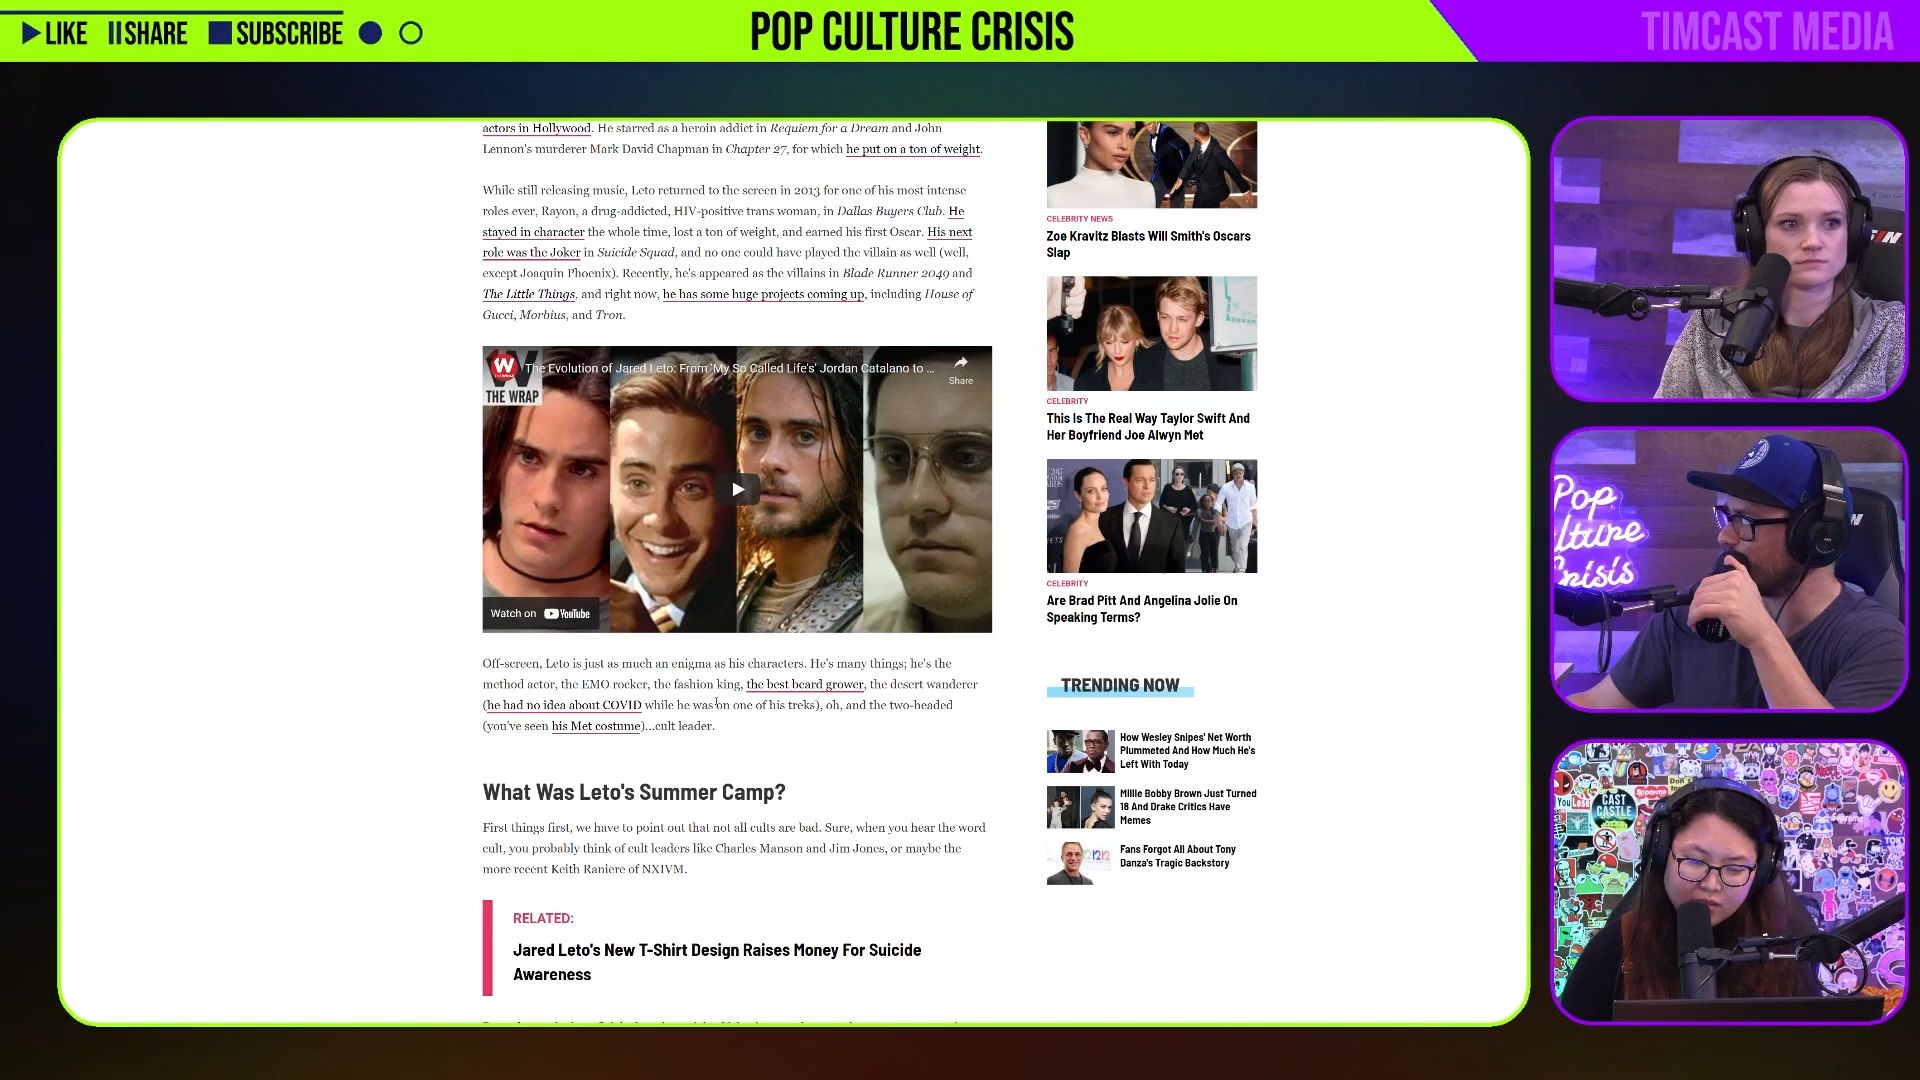 LIKE SHARE SUBSCRIBE
POP CULTURE CRISIS
TIMCAST MEDIA
actors in Hollywood. He starred as a heroin addict in Requiem for a Dream and John
Lennon's murderer Mark David Chapman in Chapter 27, for which he put on a ton of weight.
While still releasing music, Leto returned to the screen in 2013 for one of his most intense
roles ever, Rayon, a drug-addicted, HIV-positive trans woman, in Dallas Buyers Club. He
stayed in character the whole time, lost a ton of weight, and earned his first Oscar. His next
role was the Joker in Suicide Squad, and no one could have played the villain as well (well,
except Joaquin Phoenix). Recently, he's appeared as the villains in Blade Runner 2049 and
The Little Things, and right now, he has some huge projects coming up, including House of
Gucci, Morbius, and Tron.
W
THE WRAP
The Evolution of Jared Leto: From 'My So Called Life's' Jordan Catalano to ...
Share
Watch on YouTube
Off-screen, Leto is just as much an enigma as his characters. He's many things; he's the
method actor, the EMO rocker, the fashion king, the best beard grower, the desert wanderer
(he had no idea about COVID while he was on one of his treks), oh, and the two-headed
(you've seen his Met costume)...cult leader.
What Was Leto's Summer Camp?
First things first, we have to point out that not all cults are bad. Sure, when you hear the word
cult, you probably think of cult leaders like Charles Manson and Jim Jones, or maybe the
more recent Keith Raniere of NXIVM.
RELATED:
Jared Leto's New T-Shirt Design Raises Money For Suicide
Awareness
CELEBRITY NEWS
Zoe Kravitz Blasts Will Smith's Oscars
Slap
CELEBRITY
This Is The Real Way Taylor Swift And
Her Boyfriend Joe Alwyn Met
CELEBRITY
Are Brad Pitt And Angelina Jolie On
Speaking Terms?
TRENDING NOW
How Wesley Snipes' Net Worth
Plummeted And How Much He's
Left With Today
Millie Bobby Brown Just Turned
18 And Drake Critics Have
Memes
Fans Forgot All About Tony
Danza's Tragic Backstory
Pop
lture
Crisis
You Lose
CAST
CASTLE
Supreme